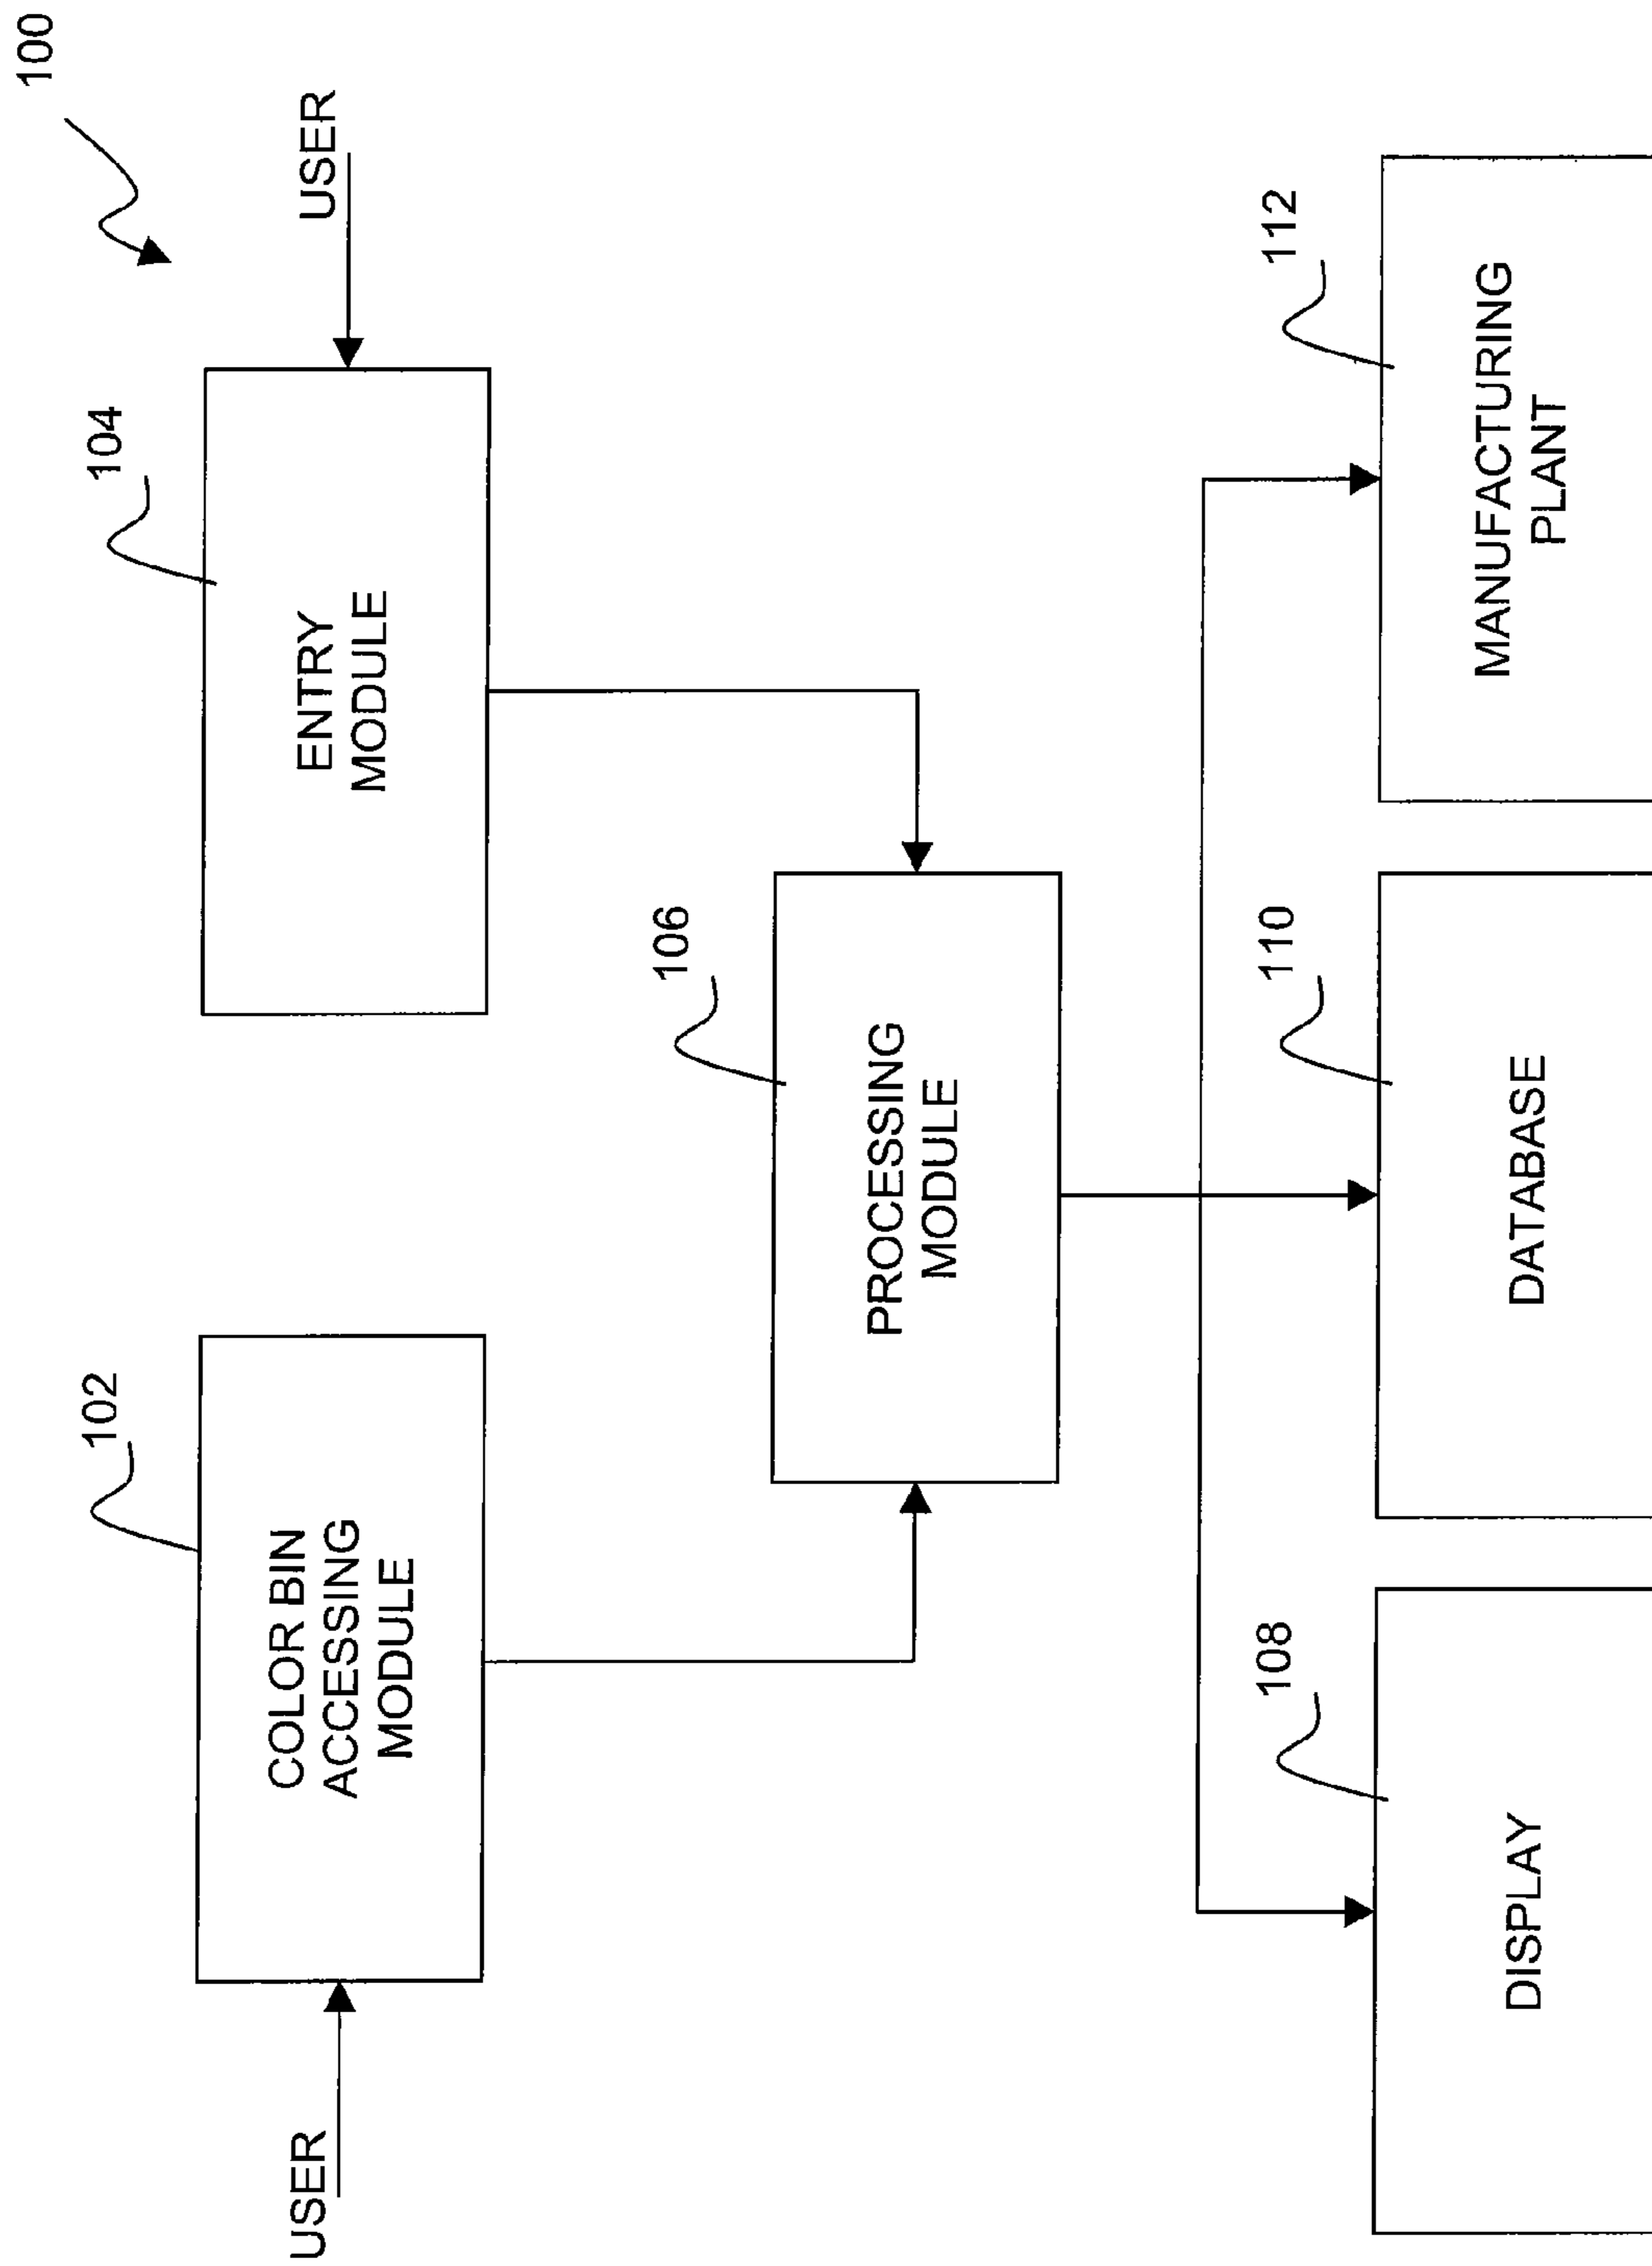 100
USER
102
COLOR BIN
ACCESSING
MODULE
104
ENTRY
MODULE
USER
106
PROCESSING
MODULE
108
DISPLAY
110
DATABASE
112
MANUFACTURING
PLANT